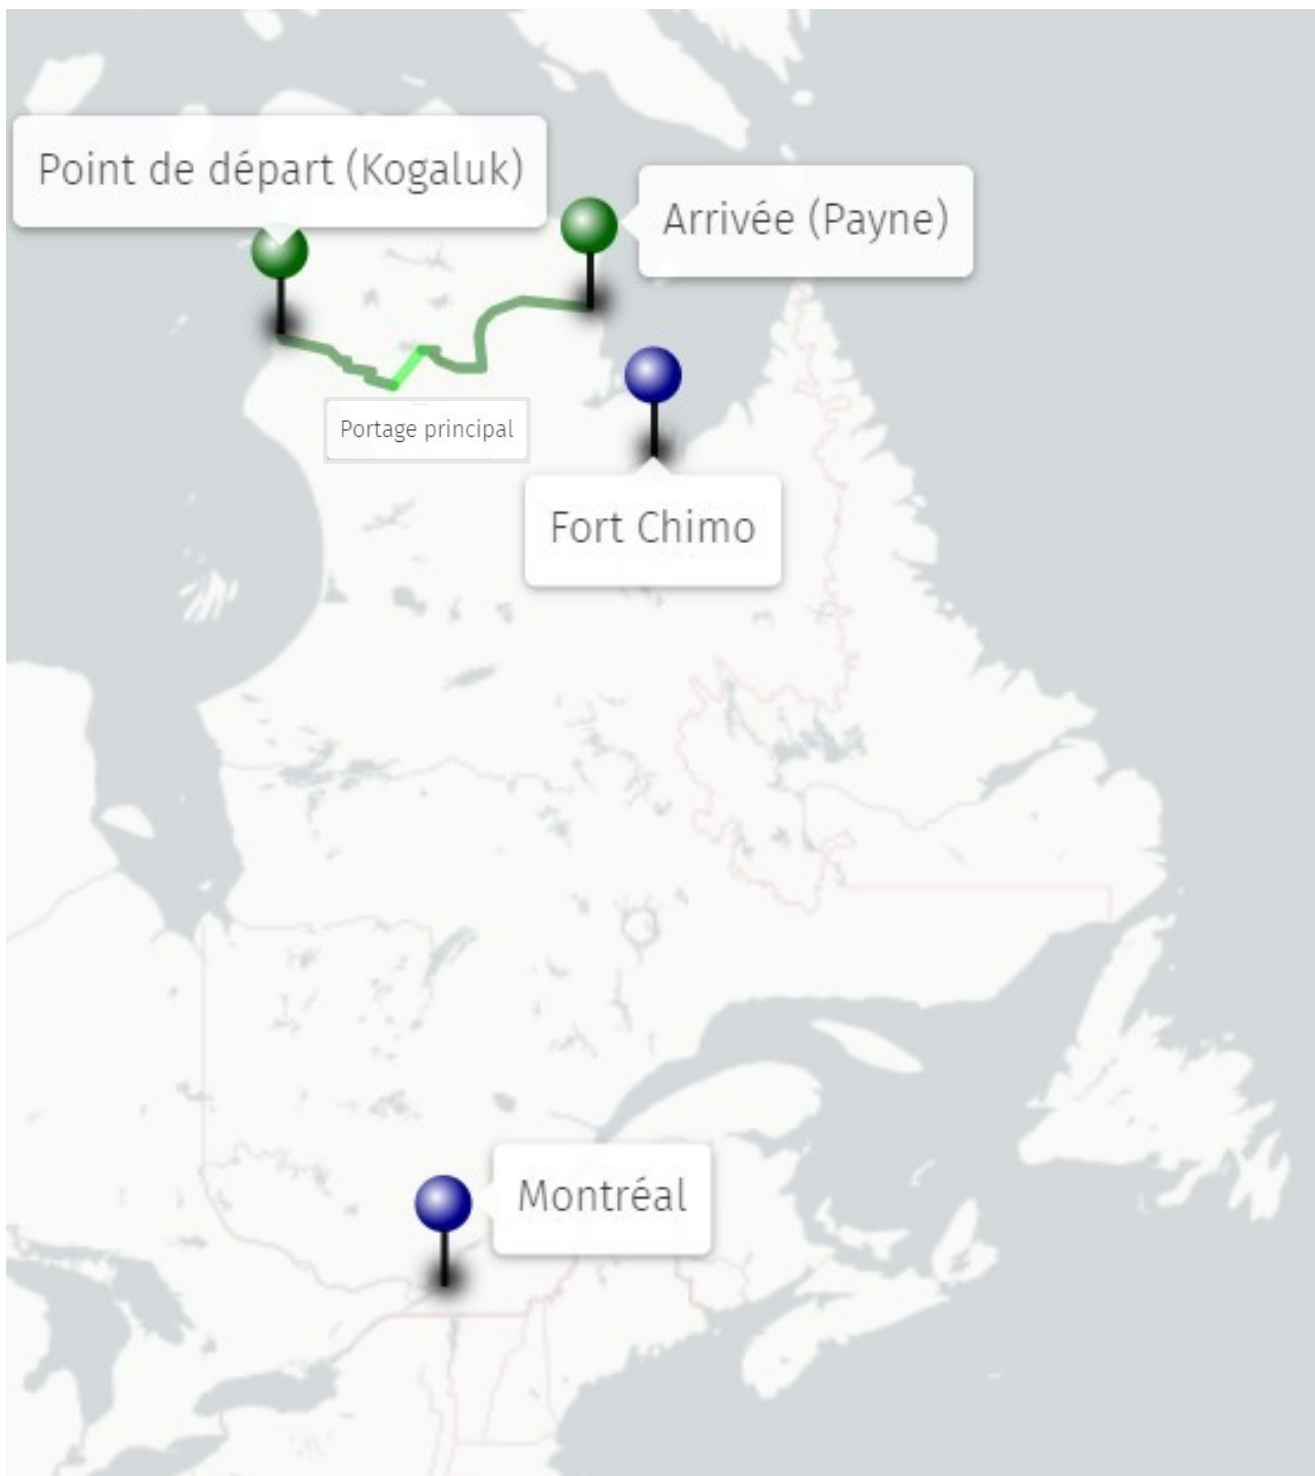 Point de départ (Kogaluk)
Arrivée (Payne)
Portage principal
Fort Chimo
Montréal